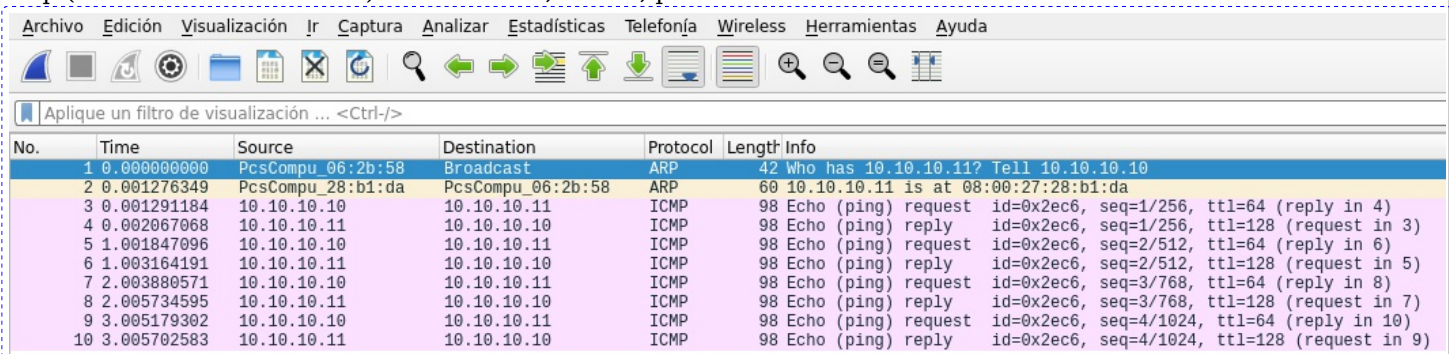 Archivo Edición Visualización Ir Captura Analizar Estadísticas Telefonía Wireless Herramientas Ayuda
Aplique un filtro de visualización … <Ctrl-/>
No. Time Source Destination Protocol Length Info
1 0.000000000 PcsCompu_06:2b:58 Broadcast ARP 42 Who has 10.10.10.11? Tell 10.10.10.10
2 0.001276349 PcsCompu_28:b1:da PcsCompu_06:2b:58 ARP 60 10.10.10.11 is at 08:00:27:28:b1:da
3 0.001291184 10.10.10.10 10.10.10.11 ICMP 98 Echo (ping) request id=0x2ec6, seq=1/256, ttl=64 (reply in 4)
4 0.002067068 10.10.10.11 10.10.10.10 ICMP 98 Echo (ping) reply id=0x2ec6, seq=1/256, ttl=128 (request in 3)
5 1.001847096 10.10.10.10 10.10.10.11 ICMP 98 Echo (ping) request id=0x2ec6, seq=2/512, ttl=64 (reply in 6)
6 1.003164191 10.10.10.11 10.10.10.10 ICMP 98 Echo (ping) reply id=0x2ec6, seq=2/512, ttl=128 (request in 5)
7 2.003880571 10.10.10.10 10.10.10.11 ICMP 98 Echo (ping) request id=0x2ec6, seq=3/768, ttl=64 (reply in 8)
8 2.005734595 10.10.10.11 10.10.10.10 ICMP 98 Echo (ping) reply id=0x2ec6, seq=3/768, ttl=128 (request in 7)
9 3.005179302 10.10.10.10 10.10.10.11 ICMP 98 Echo (ping) request id=0x2ec6, seq=4/1024, ttl=64 (reply in 10)
10 3.005702583 10.10.10.11 10.10.10.10 ICMP 98 Echo (ping) reply id=0x2ec6, seq=4/1024, ttl=128 (request in 9)